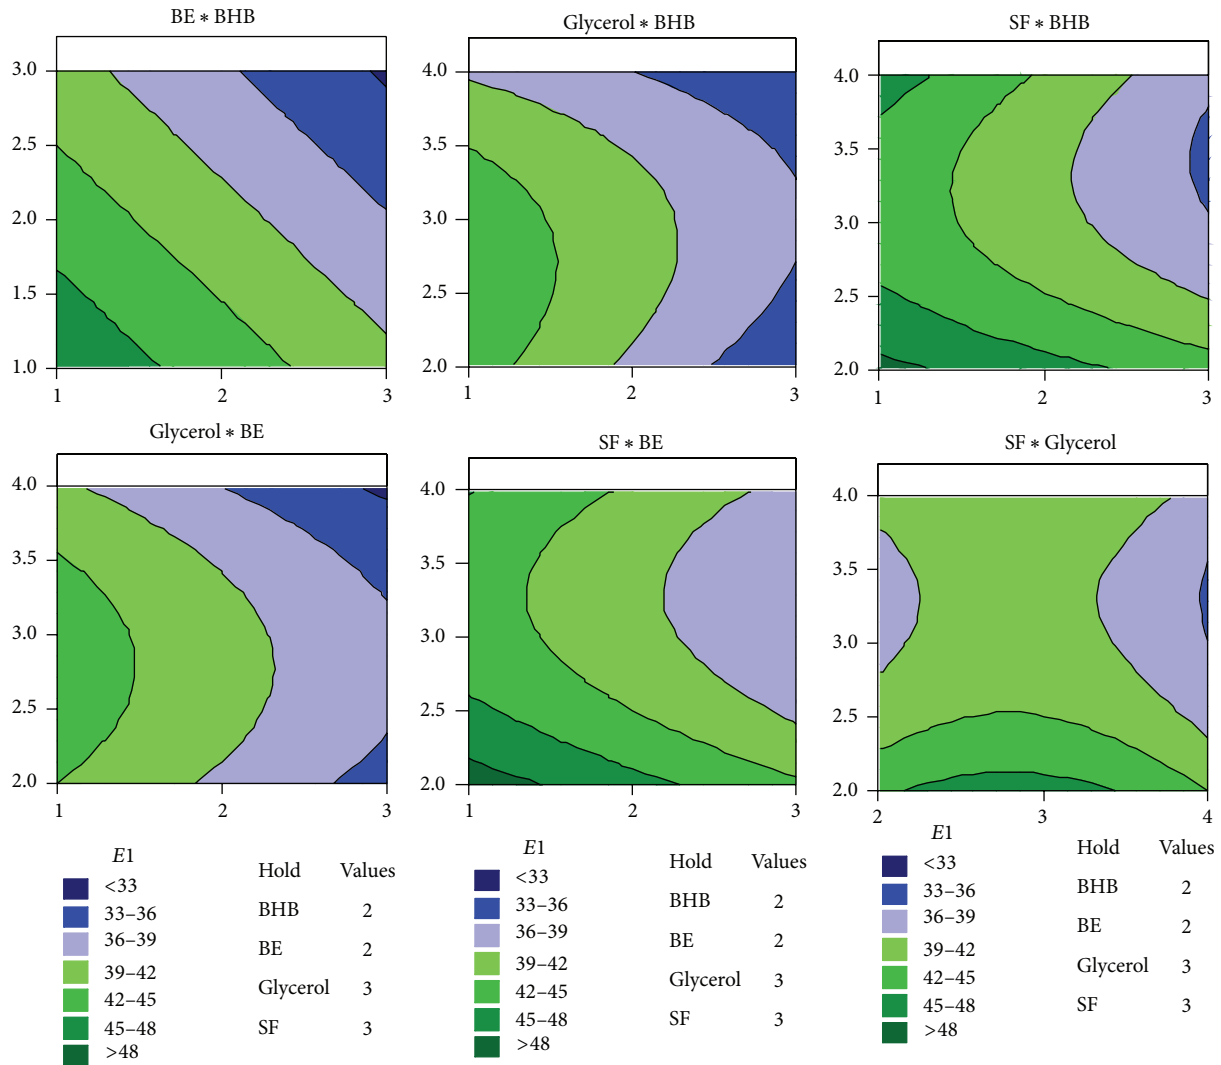 BE * BHB
Glycerol * BHB
SF * BHB
3.0
2.5
2.0
1.5
1.0
1 2 3
4.0
3.5
3.0
2.5
2.0
1 2 3
4.0
3.5
3.0
2.5
2.0
1 2 3
Glycerol * BE
SF * BE
SF * Glycerol
4.0
3.5
3.0
2.5
2.0
1 2 3
4.0
3.5
3.0
2.5
2.0
1 2 3
4.0
3.5
3.0
2.5
2.0
2 3 4
E1
<33
33–36
36–39
39–42
42–45
45–48
>48
Hold Values
BHB 2
BE 2
Glycerol 3
SF 3
E1
<33
33–36
36–39
39–42
42–45
45–48
>48
Hold Values
BHB 2
BE 2
Glycerol 3
SF 3
E1
<33
33–36
36–39
39–42
42–45
45–48
>48
Hold Values
BHB 2
BE 2
Glycerol 3
SF 3